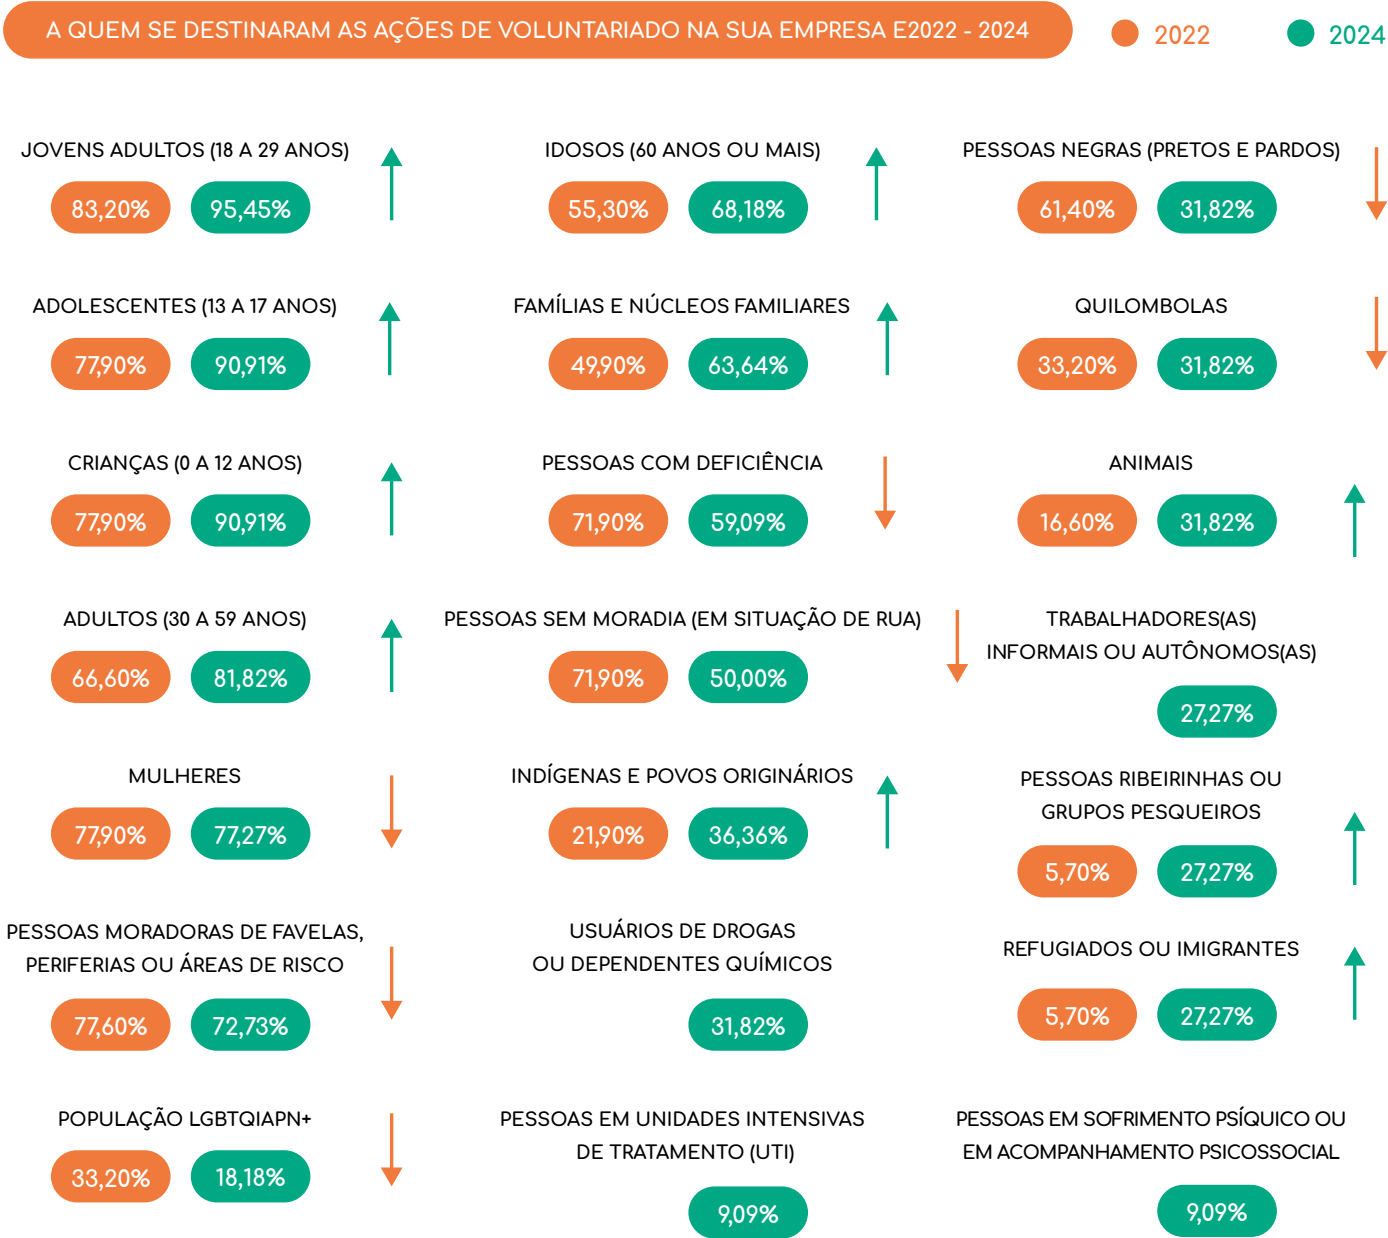 A QUEM SE DESTINARAM AS AÇÕES DE VOLUNTARIADO NA SUA EMPRESA E2022 - 2024
2022
2024
JOVENS ADULTOS (18 A 29 ANOS)
83,20%
95,45%
ADOLESCENTES (13 A 17 ANOS)
77,90%
90,91%
CRIANÇAS (0 A 12 ANOS)
77,90%
90,91%
ADULTOS (30 A 59 ANOS)
66,60%
81,82%
MULHERES
77,90%
77,27%
PESSOAS MORADORAS DE FAVELAS,
PERIFERIAS OU ÁREAS DE RISCO
77,60%
72,73%
POPULAÇÃO LGBTQIAPN+
33,20%
18,18%
IDOSOS (60 ANOS OU MAIS)
55,30%
68,18%
FAMÍLIAS E NÚCLEOS FAMILIARES
49,90%
63,64%
PESSOAS COM DEFICIÊNCIA
71,90%
59,09%
PESSOAS SEM MORADIA (EM SITUAÇÃO DE RUA)
71,90%
50,00%
INDÍGENAS E POVOS ORIGINÁRIOS
21,90%
36,36%
USUÁRIOS DE DROGAS
OU DEPENDENTES QUÍMICOS
31,82%
PESSOAS EM UNIDADES INTENSIVAS
DE TRATAMENTO (UTI)
9,09%
PESSOAS NEGRAS (PRETOS E PARDOS)
61,40%
31,82%
QUILOMBOLAS
33,20%
31,82%
ANIMAIS
16,60%
31,82%
TRABALHADORES(AS)
INFORMAIS OU AUTÔNOMOS(AS)
27,27%
PESSOAS RIBEIRINHAS OU
GRUPOS PESQUEIROS
5,70%
27,27%
REFUGIADOS OU IMIGRANTES
5,70%
27,27%
PESSOAS EM SOFRIMENTO PSÍQUICO OU
EM ACOMPANHAMENTO PSICOSSOCIAL
9,09%